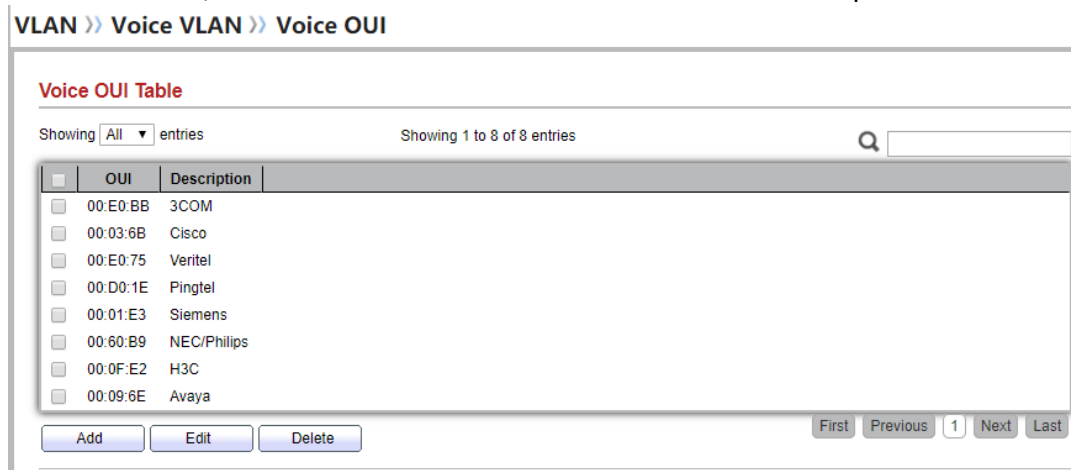 VLAN 》 Voice VLAN 》 Voice OUI
Voice OUI Table
Showing All ▼ entries Showing 1 to 8 of 8 entries
OUI Description
00:E0:BB 3COM
00:03:6B Cisco
00:E0:75 Veritel
00:D0:1E Pingtel
00:01:E3 Siemens
00:60:B9 NEC/Philips
00:0F:E2 H3C
00:09:6E Avaya
Add Edit Delete First Previous 1 Next Last